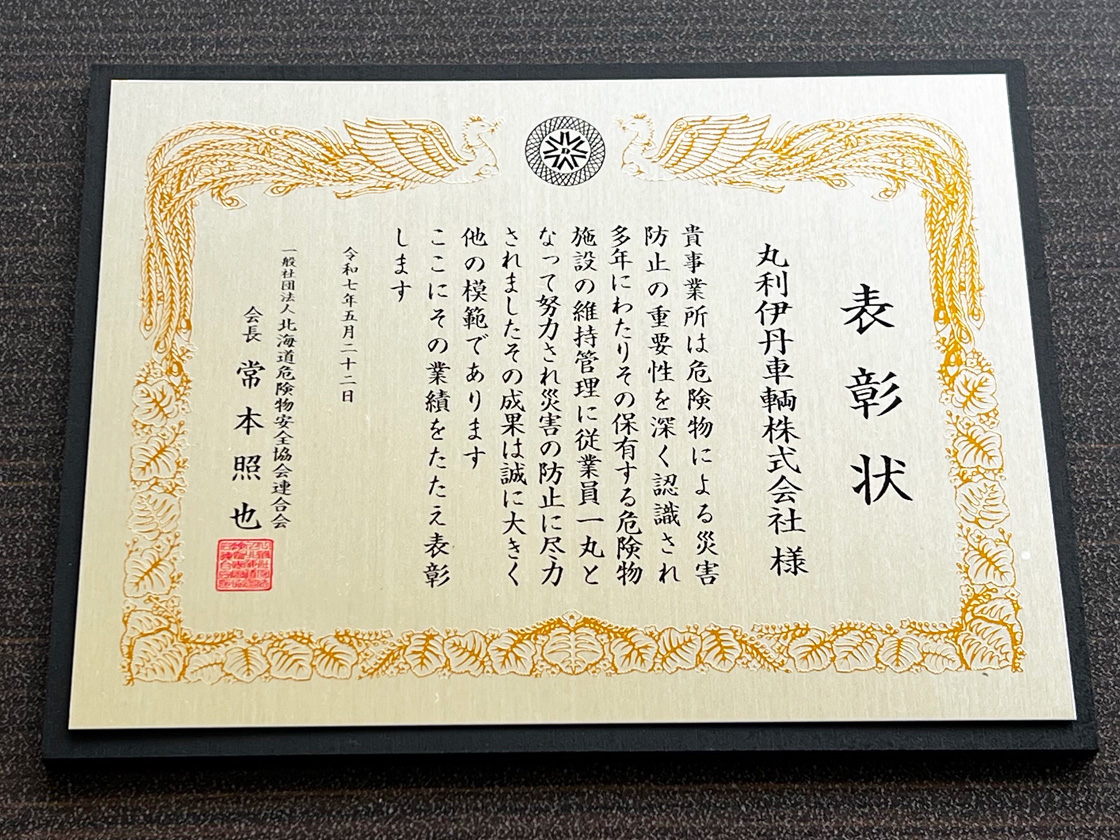 表彰状
丸利伊丹車輌株式会社 様
貴事業所は危険物による災害
防止の重要性を深く認識され
多年にわたりその保有する危険物
施設の維持管理に従業員一丸と
なって努力され災害の防止に尽力
されましたその成果は誠に大きく
他の模範であります
ここにその業績をたたえ表彰
します
令和七年五月二十二日
一般社団法人 北海道危険物安全協会連合会
会長 常本照也